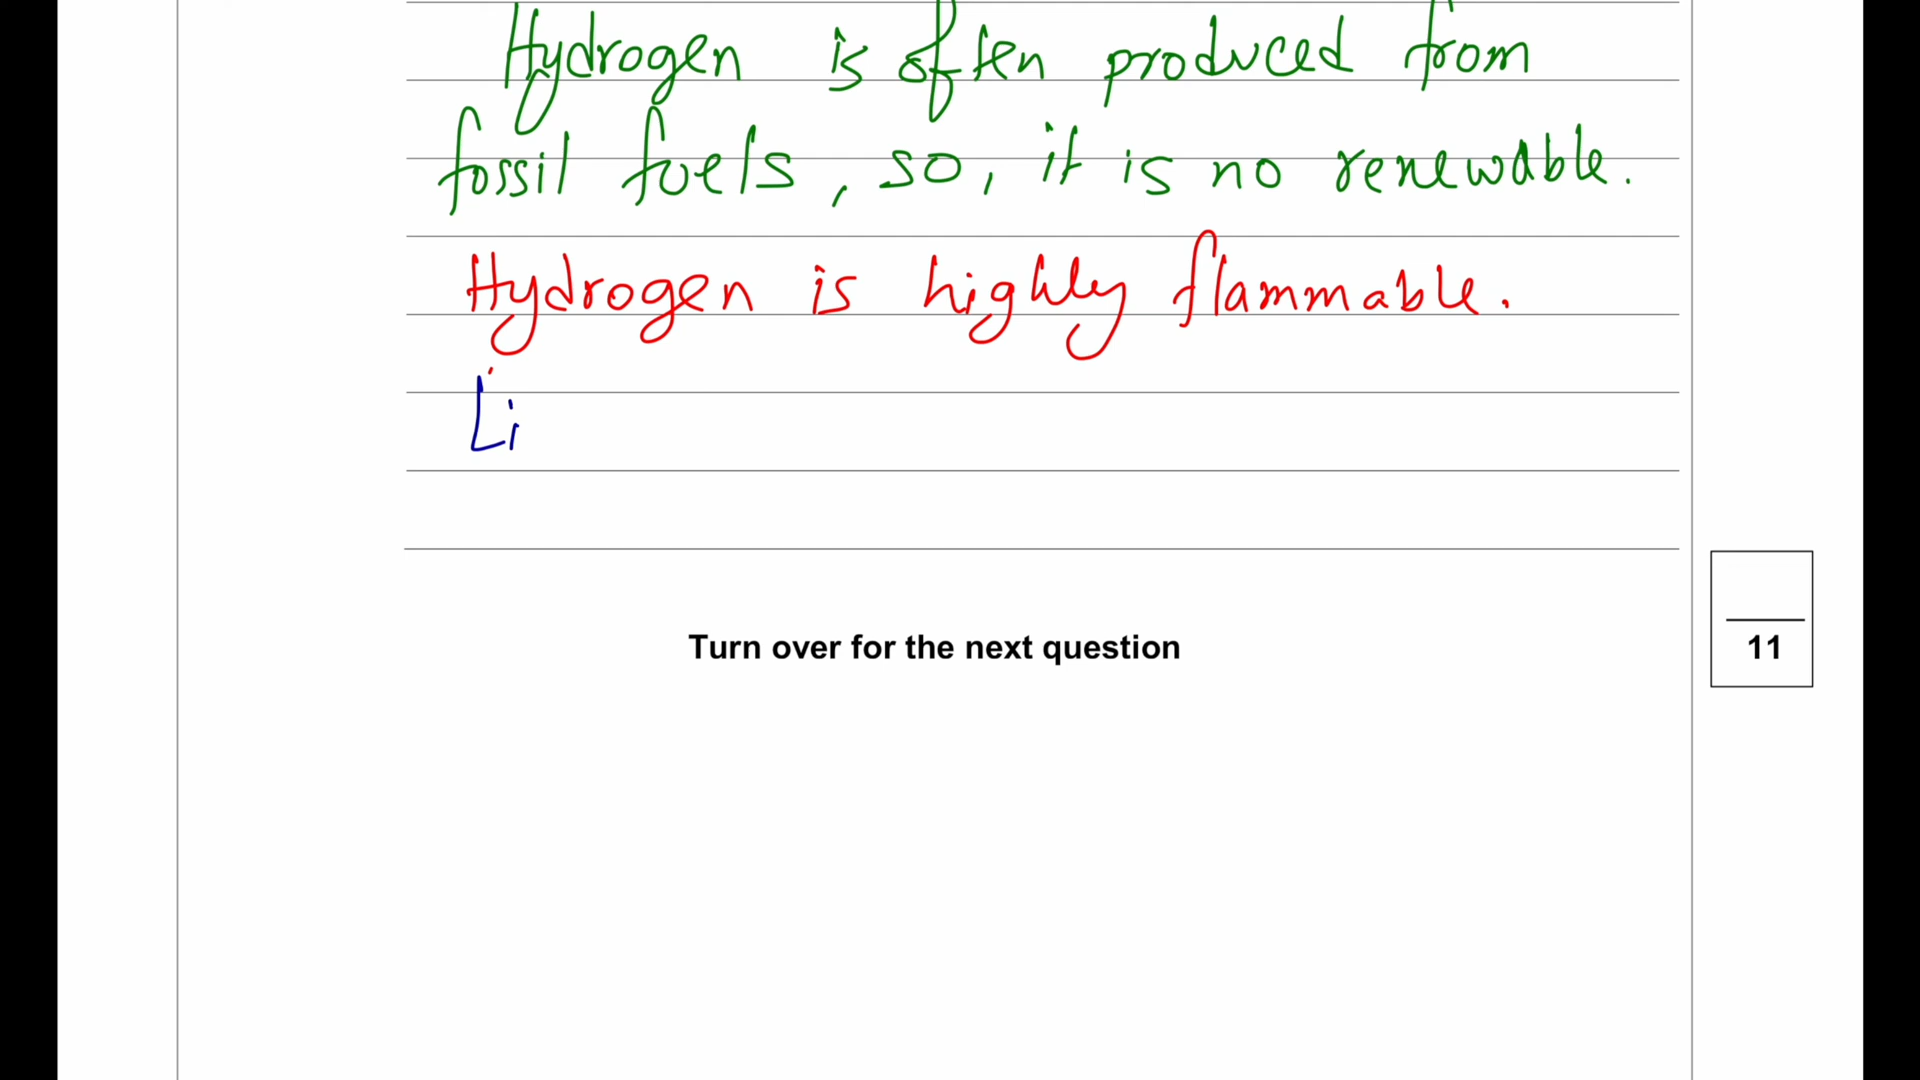 Hydrogen is often produced from
fossil fuels, so, it is no renewable.
Hydrogen is highly flammable.
Li
Turn over for the next question
11